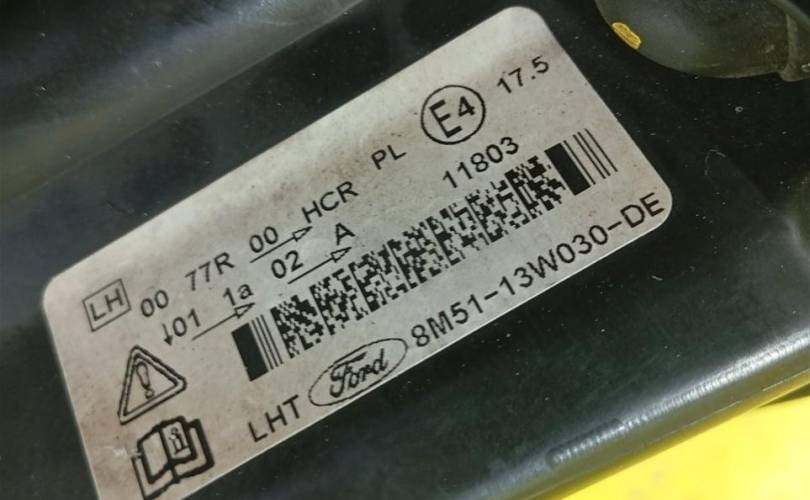 LH 00 77R 00 HCR PL E4 17.5
↓01 1a 02 A 11803
LHT Ford 8M51-13W030-DE